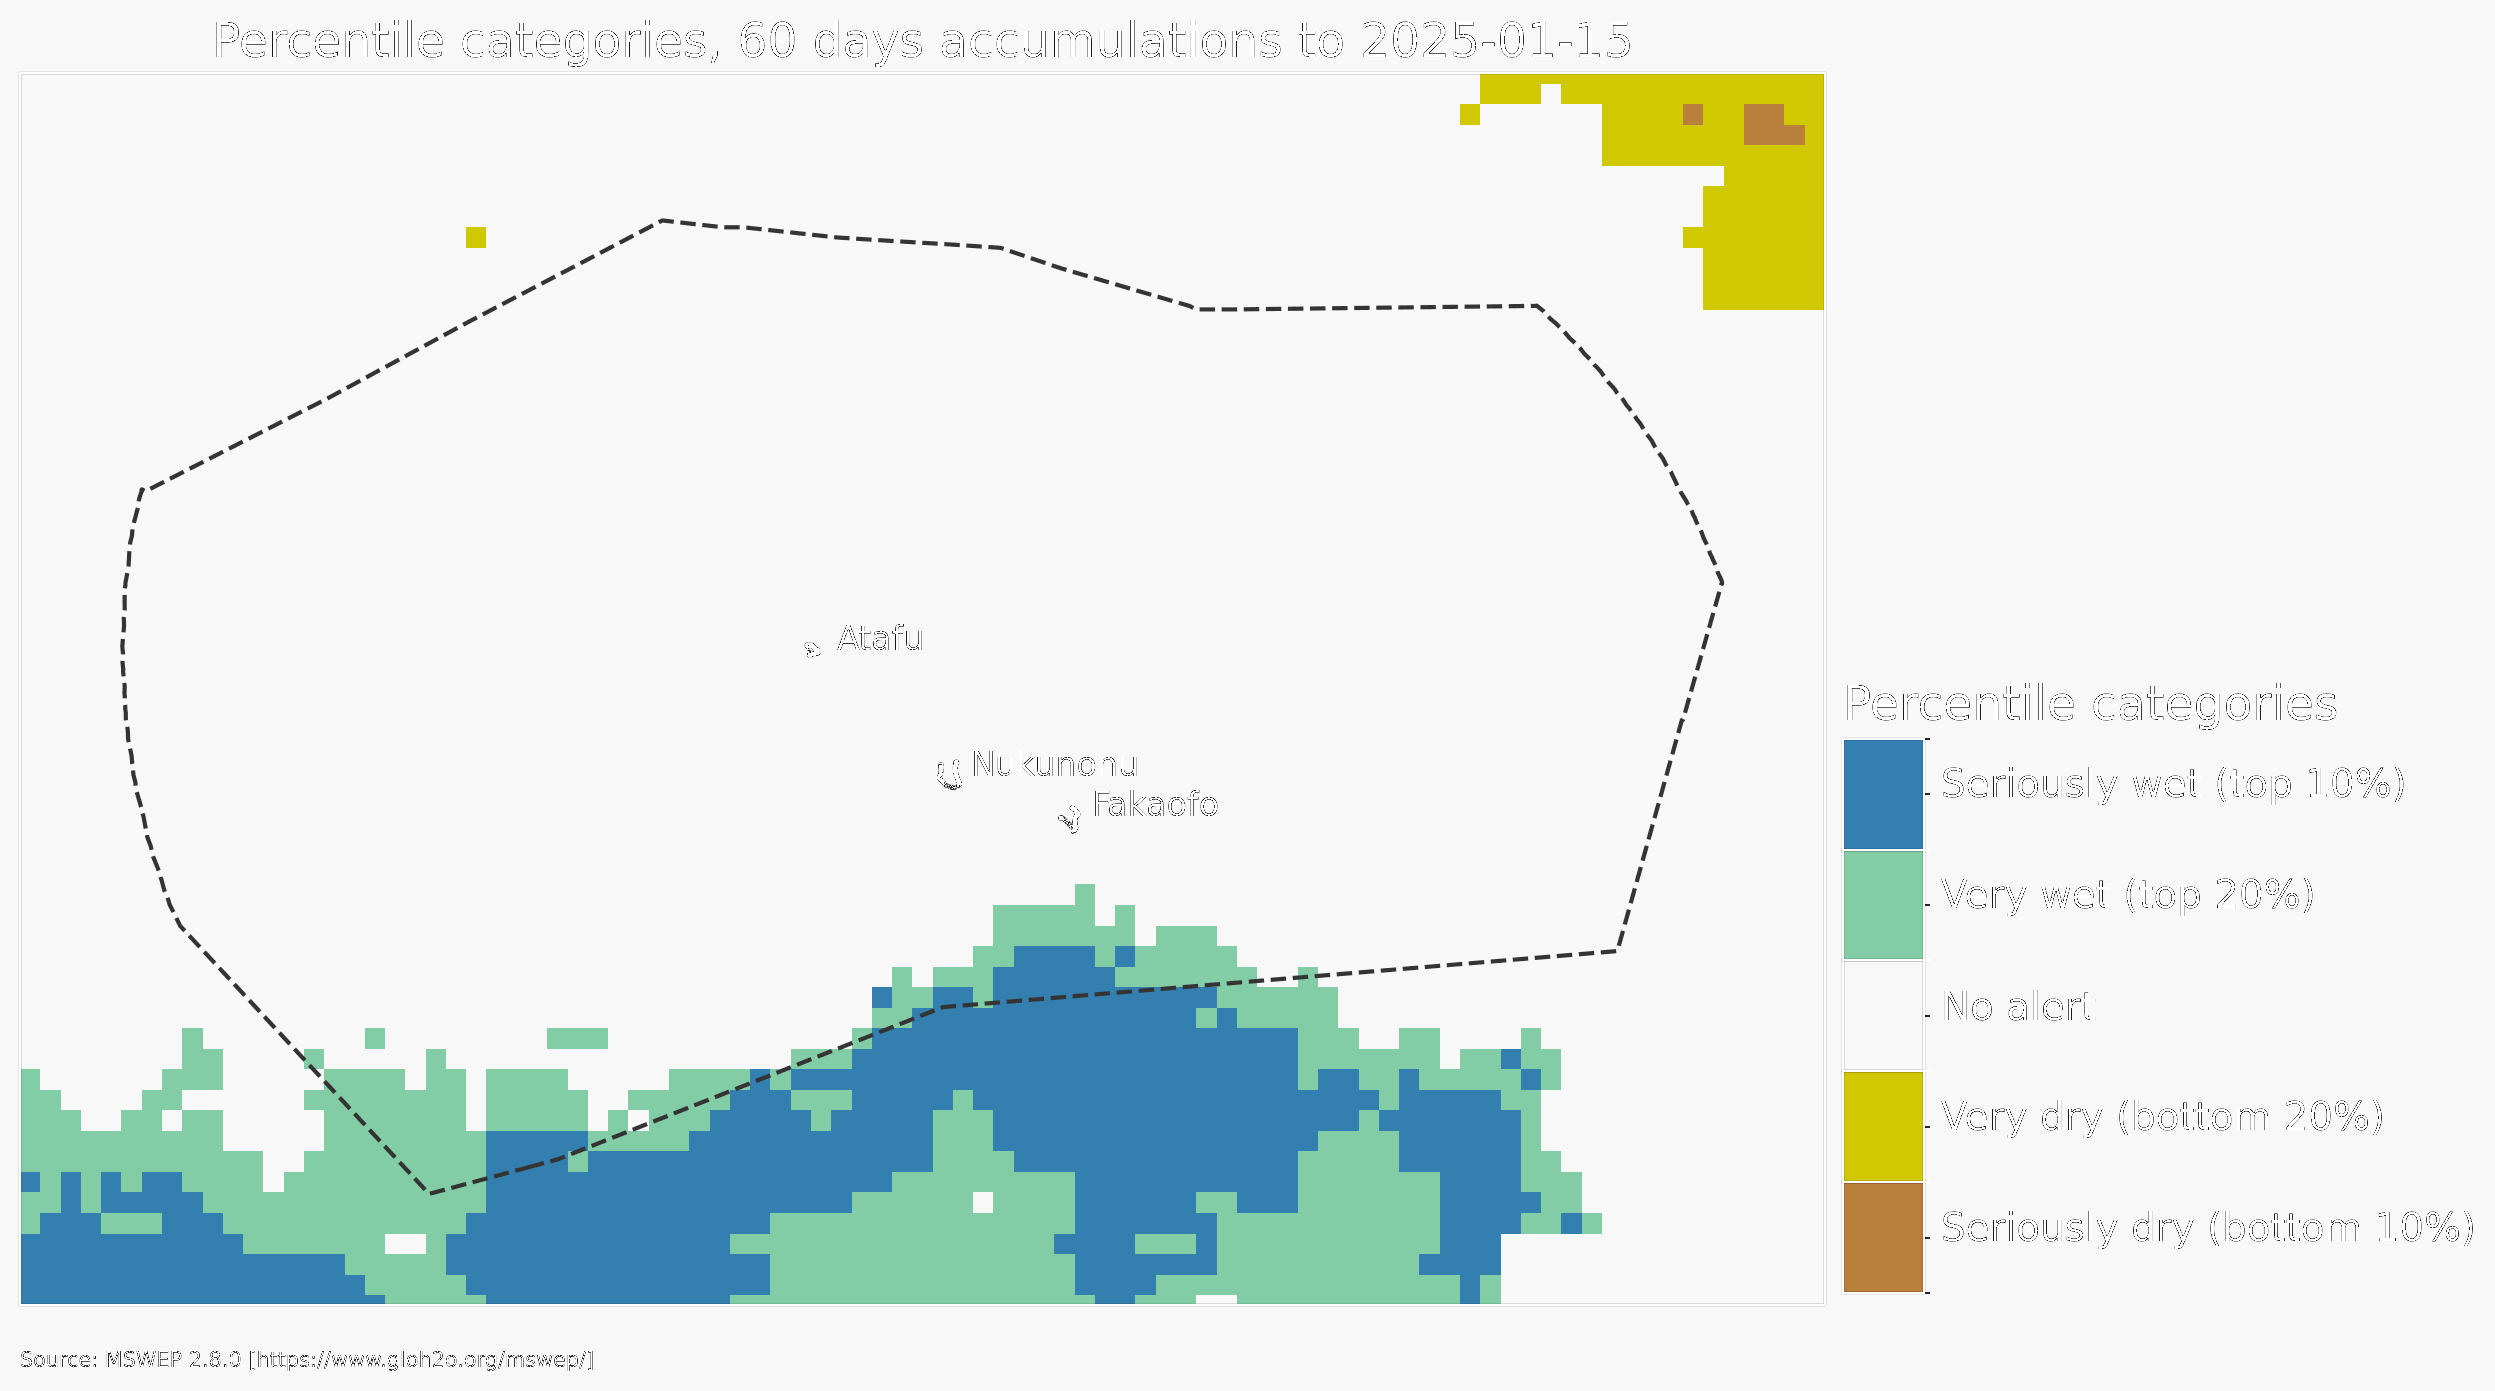 Percentile categories, 60 days accumulations to 2025-01-15
Atafu
Nukunonu
Fakaofo
Percentile categories
Seriously wet (top 10%)
Very wet (top 20%)
No alert
Very dry (bottom 20%)
Seriously dry (bottom 10%)
Source: MSWEP 2.8.0 [https://www.gloh2o.org/mswep/]